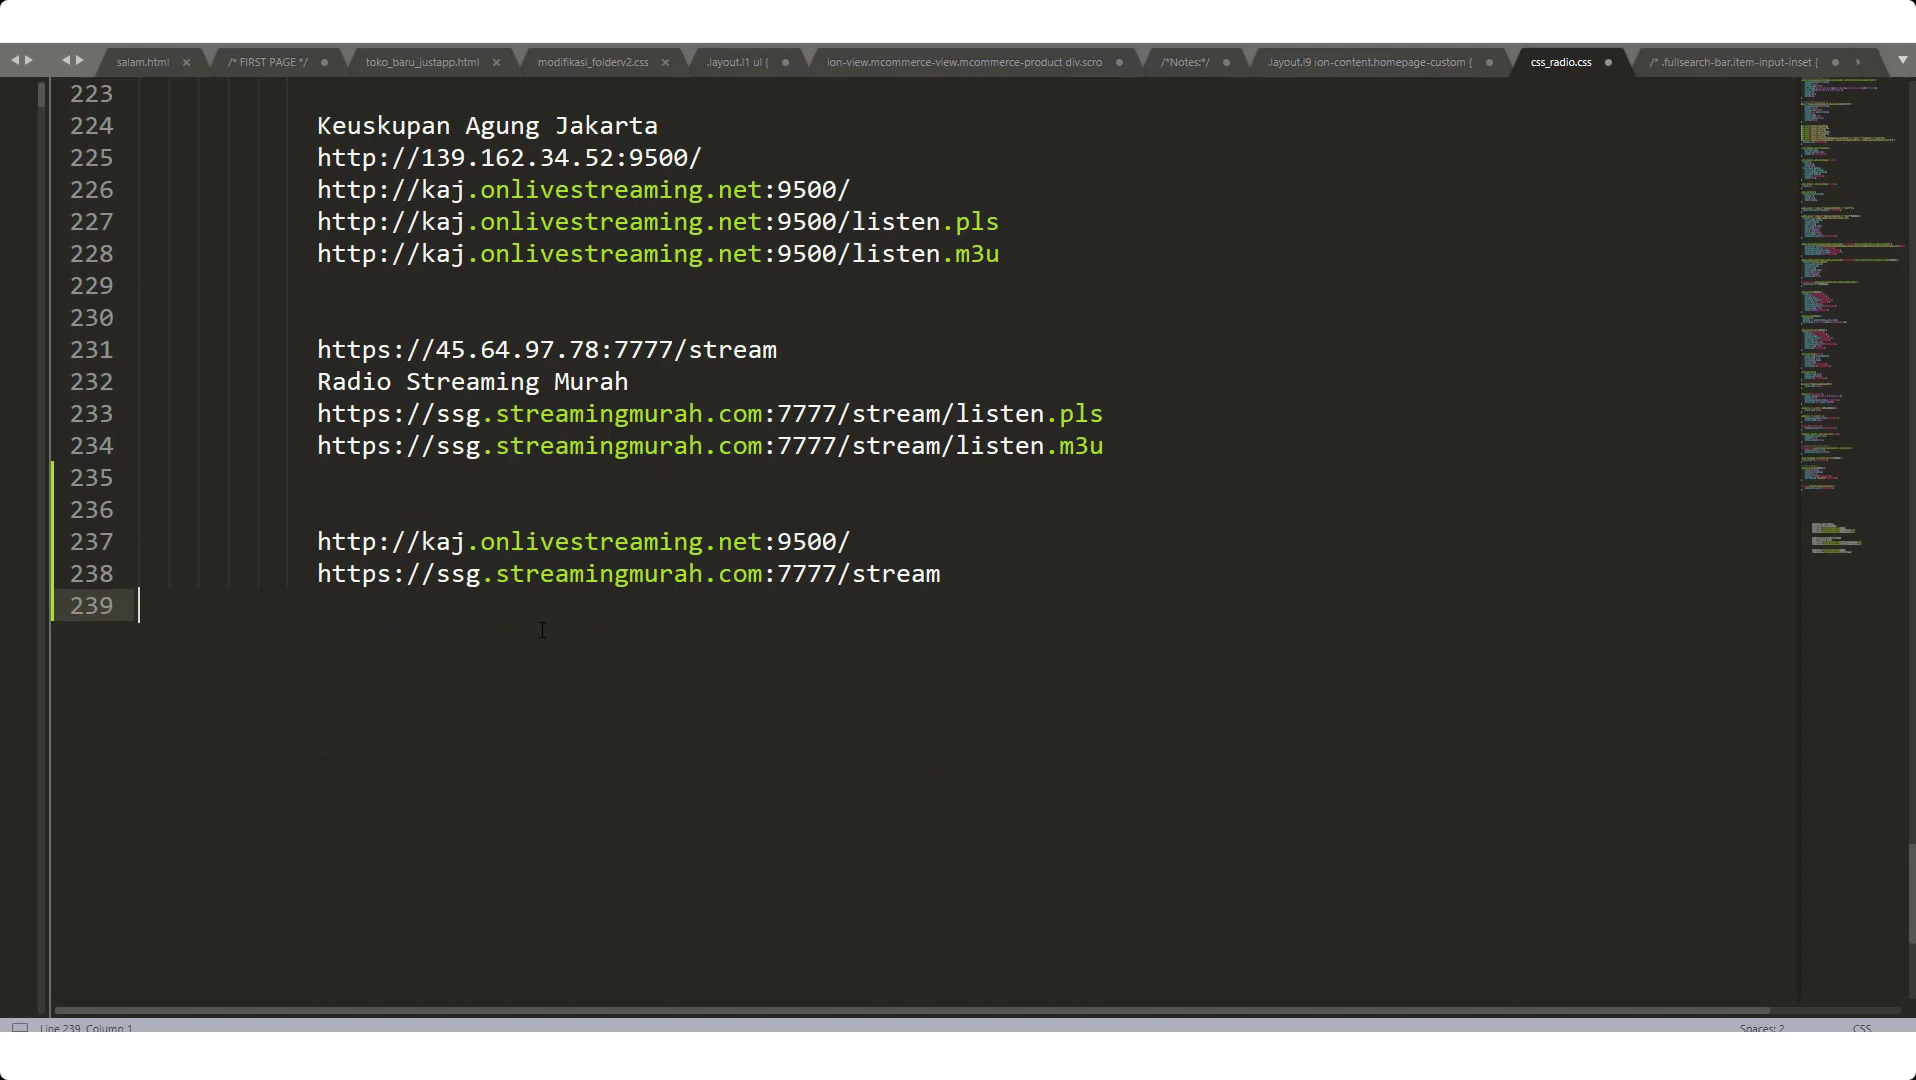 salam.html
/* FIRST PAGE */
toko_baru_justapp.html
modifikasi_folderv2.css
.layout.l1 ul {
ion-view.mcommerce-view.mcommerce-product div.scro
/*Notes:*/
.layout.l9 ion-content.homepage-custom {
css_radio.css
/* .fullsearch-bar.item-input-inset {
223
224 Keuskupan Agung Jakarta
225 http://139.162.34.52:9500/
226 http://kaj.onlivestreaming.net:9500/
227 http://kaj.onlivestreaming.net:9500/listen.pls
228 http://kaj.onlivestreaming.net:9500/listen.m3u
229
230
231 https://45.64.97.78:7777/stream
232 Radio Streaming Murah
233 https://ssg.streamingmurah.com:7777/stream/listen.pls
234 https://ssg.streamingmurah.com:7777/stream/listen.m3u
235
236
237 http://kaj.onlivestreaming.net:9500/
238 https://ssg.streamingmurah.com:7777/stream
239
Line 239, Column 1
Spaces: 2
CSS